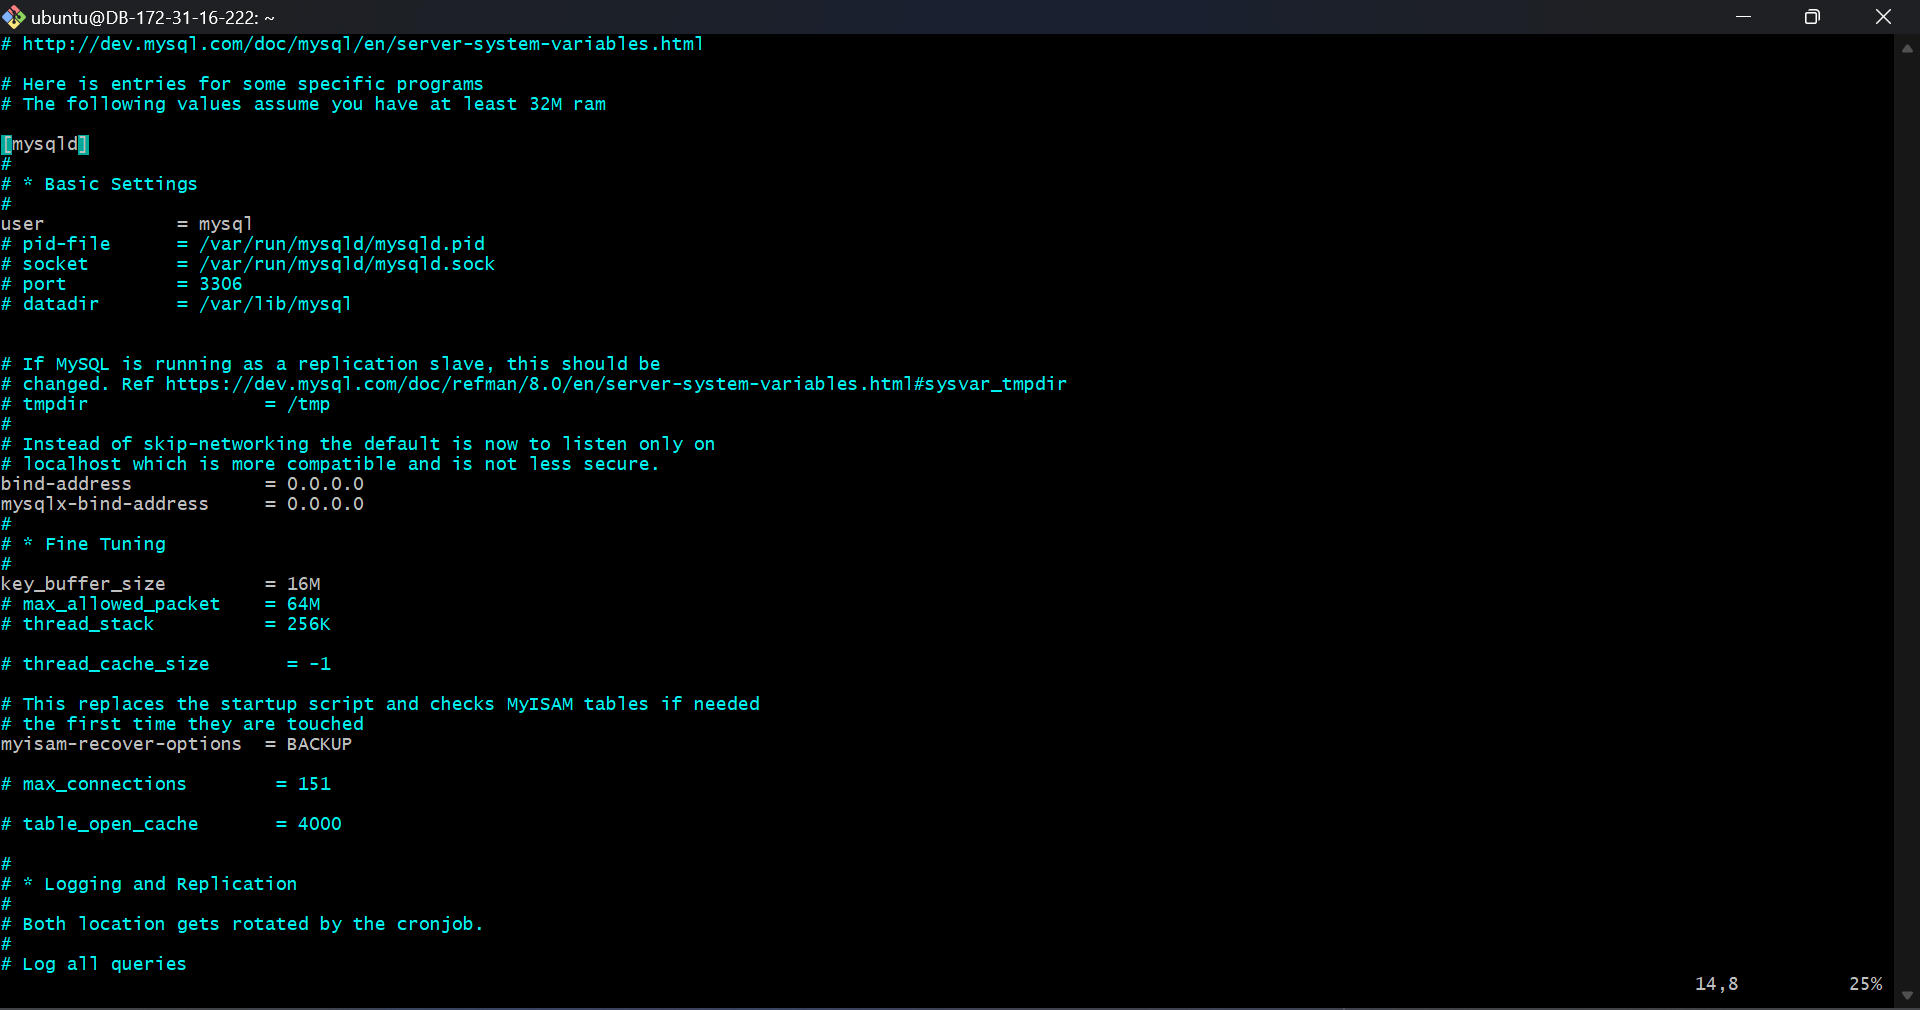 ubuntu@DB-172-31-16-222: ~
# http://dev.mysql.com/doc/mysql/en/server-system-variables.html
# Here is entries for some specific programs
# The following values assume you have at least 32M ram
[mysqld]
#
# * Basic Settings
#
user            = mysql
# pid-file      = /var/run/mysqld/mysqld.pid
# socket        = /var/run/mysqld/mysqld.sock
# port          = 3306
# datadir       = /var/lib/mysql
# If MySQL is running as a replication slave, this should be
# changed. Ref https://dev.mysql.com/doc/refman/8.0/en/server-system-variables.html#sysvar_tmpdir
# tmpdir                = /tmp
#
# Instead of skip-networking the default is now to listen only on
# localhost which is more compatible and is not less secure.
bind-address            = 0.0.0.0
mysqlx-bind-address     = 0.0.0.0
#
# * Fine Tuning
#
key_buffer_size         = 16M
# max_allowed_packet    = 64M
# thread_stack          = 256K
# thread_cache_size       = -1
# This replaces the startup script and checks MyISAM tables if needed
# the first time they are touched
myisam-recover-options  = BACKUP
# max_connections        = 151
# table_open_cache       = 4000
#
# * Logging and Replication
#
# Both location gets rotated by the cronjob.
#
# Log all queries
14,8          25%